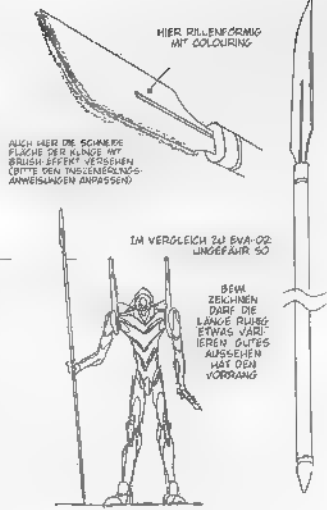 HIER RILLENFÖRMIG
MIT COLOURING
AUCH HIER DIE SCHNEIDE
FLÄCHE DER KLINGE MIT
BRUSH-EFFEKT VERSEHEN
(BITTE DEN INSZENIERUNGS-
ANWEISUNGEN ANPASSEN)
IM VERGLEICH ZU EVA-02
UNGEFÄHR SO
BEIM
ZEICHNEN
DARF DIE
LÄNGE RUHIG
ETWAS VARI-
IEREN GUTES
AUSSEHEN
HAT DEN
VORRANG